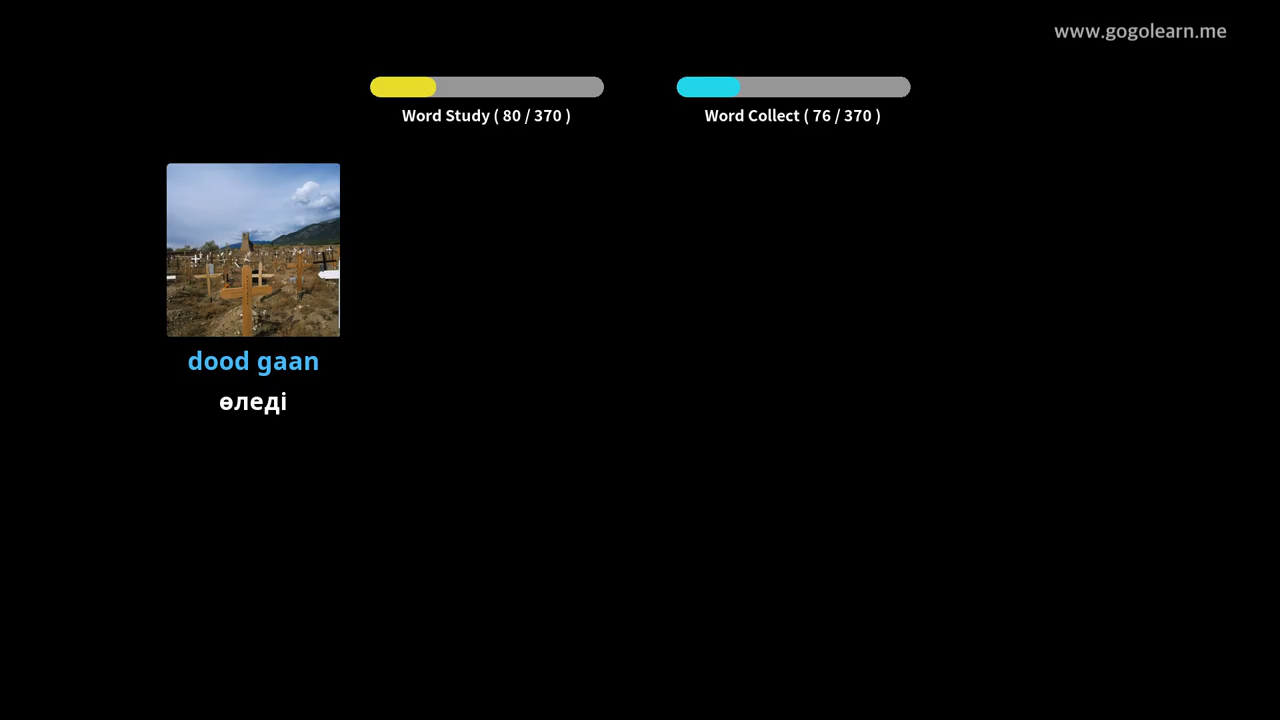 www.gogolearn.me
Word Study ( 80 / 370 )
Word Collect ( 76 / 370 )
dood gaan
өледі